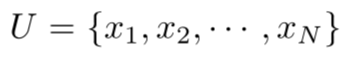 U = {x₁, x₂, ⋯ , x_N}